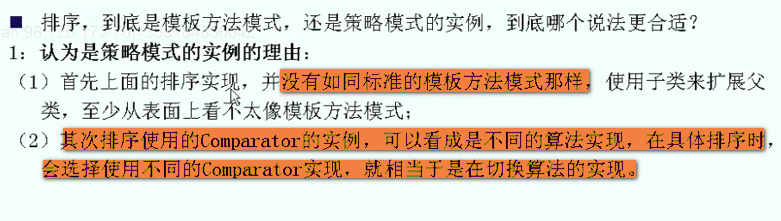 ■ 排序，到底是模板方法模式，还是策略模式的实例，到底哪个说法更合适？
1：认为是策略模式的实例的理由：
（1）首先上面的排序实现，并没有如同标准的模板方法模式那样，使用子类来扩展父
类，至少从表面上看不太像模板方法模式；
（2）其次排序使用的Comparator的实例，可以看成是不同的算法实现，在具体排序时，
会选择使用不同的Comparator实现，就相当于是在切换算法的实现。